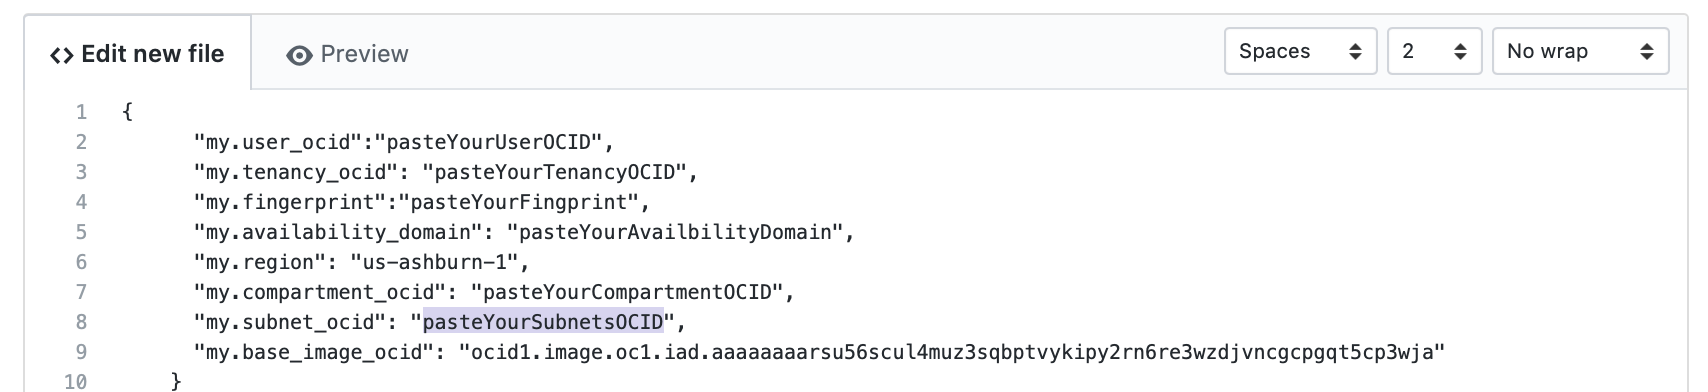 <> Edit new file Preview Spaces 2 No wrap
1 {
2 "my.user_ocid":"pasteYourUserOCID",
3 "my.tenancy_ocid": "pasteYourTenancyOCID",
4 "my.fingerprint":"pasteYourFingprint",
5 "my.availability_domain": "pasteYourAvailbilityDomain",
6 "my.region": "us-ashburn-1",
7 "my.compartment_ocid": "pasteYourCompartmentOCID",
8 "my.subnet_ocid": "pasteYourSubnetsOCID",
9 "my.base_image_ocid": "ocid1.image.oc1.iad.aaaaaaaarsu56scul4muz3sqbptvykipy2rn6re3wzdjvncgcpgqt5cp3wja"
10 }